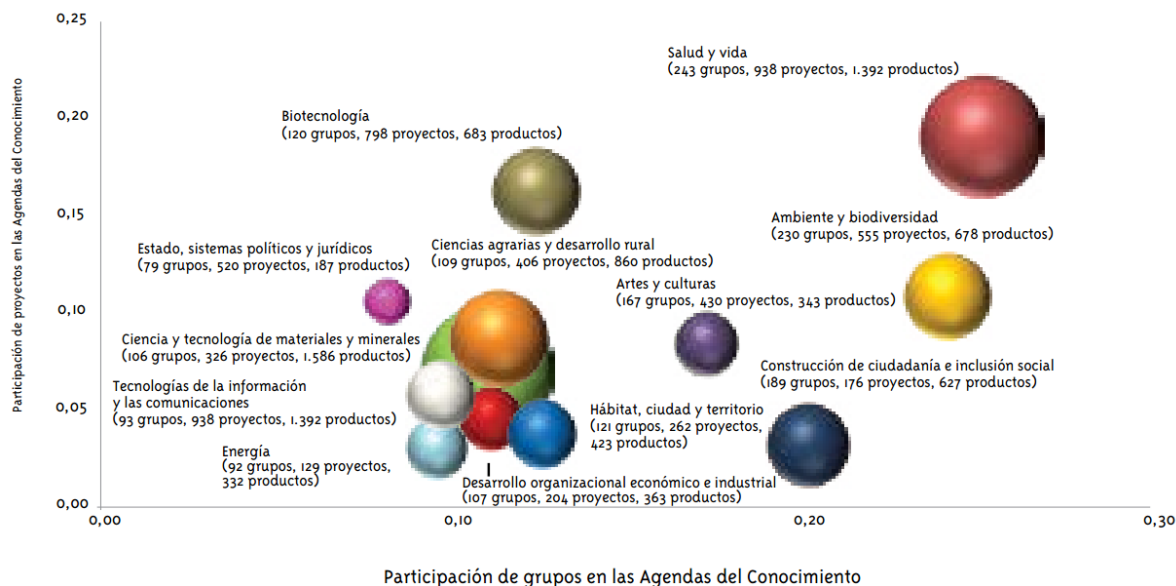 0,25
0,20
0,15
0,10
0,05
0,00
Participación de proyectos en las Agendas del Conocimiento
Salud y vida
(243 grupos, 938 proyectos, 1.392 productos)
Biotecnología
(120 grupos, 798 proyectos, 683 productos)
Ambiente y biodiversidad
(230 grupos, 555 proyectos, 678 productos)
Estado, sistemas políticos y jurídicos
(79 grupos, 520 proyectos, 187 productos)
Ciencias agrarias y desarrollo rural
(109 grupos, 406 proyectos, 860 productos)
Artes y culturas
(167 grupos, 430 proyectos, 343 productos)
Ciencia y tecnología de materiales y minerales
(106 grupos, 326 proyectos, 1.586 productos)
Construcción de ciudadanía e inclusión social
(189 grupos, 176 proyectos, 627 productos)
Tecnologías de la información
y las comunicaciones
(93 grupos, 938 proyectos, 1.392 productos)
Hábitat, ciudad y territorio
(121 grupos, 262 proyectos,
423 productos)
Energía
(92 grupos, 129 proyectos,
332 productos)
Desarrollo organizacional económico e industrial
(107 grupos, 204 proyectos, 363 productos)
0,00
0,10
0,20
0,30
Participación de grupos en las Agendas del Conocimiento